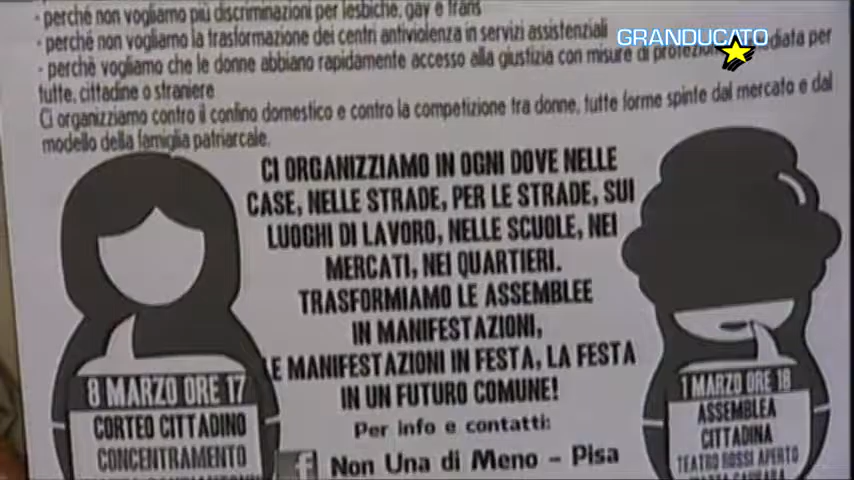 - perché non vogliamo più discriminazioni per lesbiche, gay e trans
- perché non vogliamo la trasformazione dei centri antiviolenza in servizi assistenziali
GRANDUCATO
- perchè vogliamo che le donne abbiano rapidamente accesso alla giustizia con misure di protezione per
tutte, cittadine o straniere
Ci organizziamo contro il confino domestico e contro la competizione tra donne, tutte forme spinte dal mercato e dal
modello della famiglia patriarcale.
CI ORGANIZZIAMO IN OGNI DOVE NELLE
CASE, NELLE STRADE, PER LE STRADE, SUI
LUOGHI DI LAVORO, NELLE SCUOLE, NEI
MERCATI, NEI QUARTIERI.
TRASFORMIAMO LE ASSEMBLEE
IN MANIFESTAZIONI,
LE MANIFESTAZIONI IN FESTA, LA FESTA
IN UN FUTURO COMUNE!
Per info e contatti:
f Non Una di Meno - Pisa
8 MARZO ORE 17
CORTEO CITTADINO
CONCENTRAMENTO
1 MARZO ORE 18
ASSEMBLEA
CITTADINA
TEATRO ROSSI APERTO